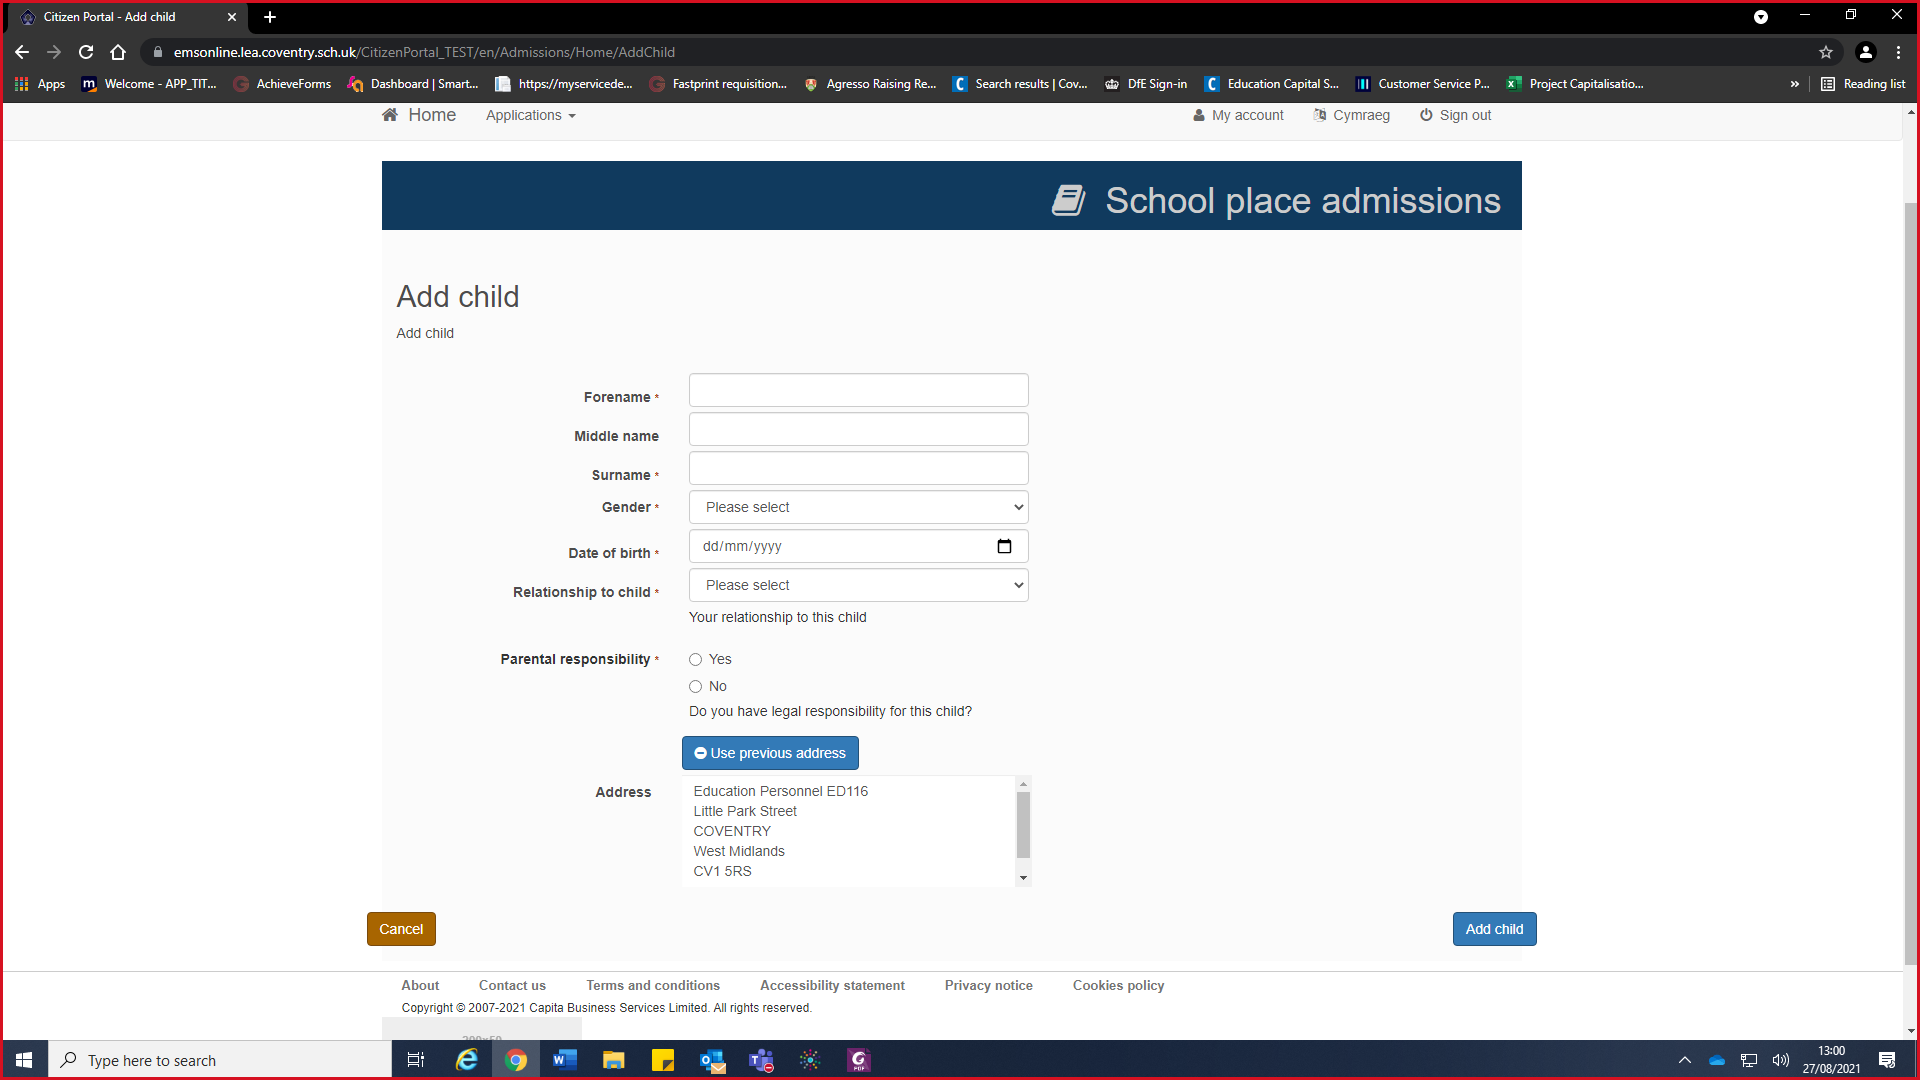 Citizen Portal - Add child
emsonline.lea.coventry.sch.uk/CitizenPortal_TEST/en/Admissions/Home/AddChild
Apps Welcome - APP_TIT... AchieveForms Dashboard | Smart... https://myservicede... Fastprint requisition... Agresso Raising Re... Search results | Cov... DfE Sign-in Education Capital S... Customer Service P... Project Capitalisatio... » Reading list
Home Applications My account Cymraeg Sign out
School place admissions
Add child
Add child
Forename *
Middle name
Surname *
Gender * Please select
Date of birth * dd/mm/yyyy
Relationship to child * Please select
Your relationship to this child
Parental responsibility * Yes
No
Do you have legal responsibility for this child?
Use previous address
Address Education Personnel ED116
Little Park Street
COVENTRY
West Midlands
CV1 5RS
Cancel Add child
About Contact us Terms and conditions Accessibility statement Privacy notice Cookies policy
Copyright © 2007-2021 Capita Business Services Limited. All rights reserved.
Type here to search
13:00
27/08/2021